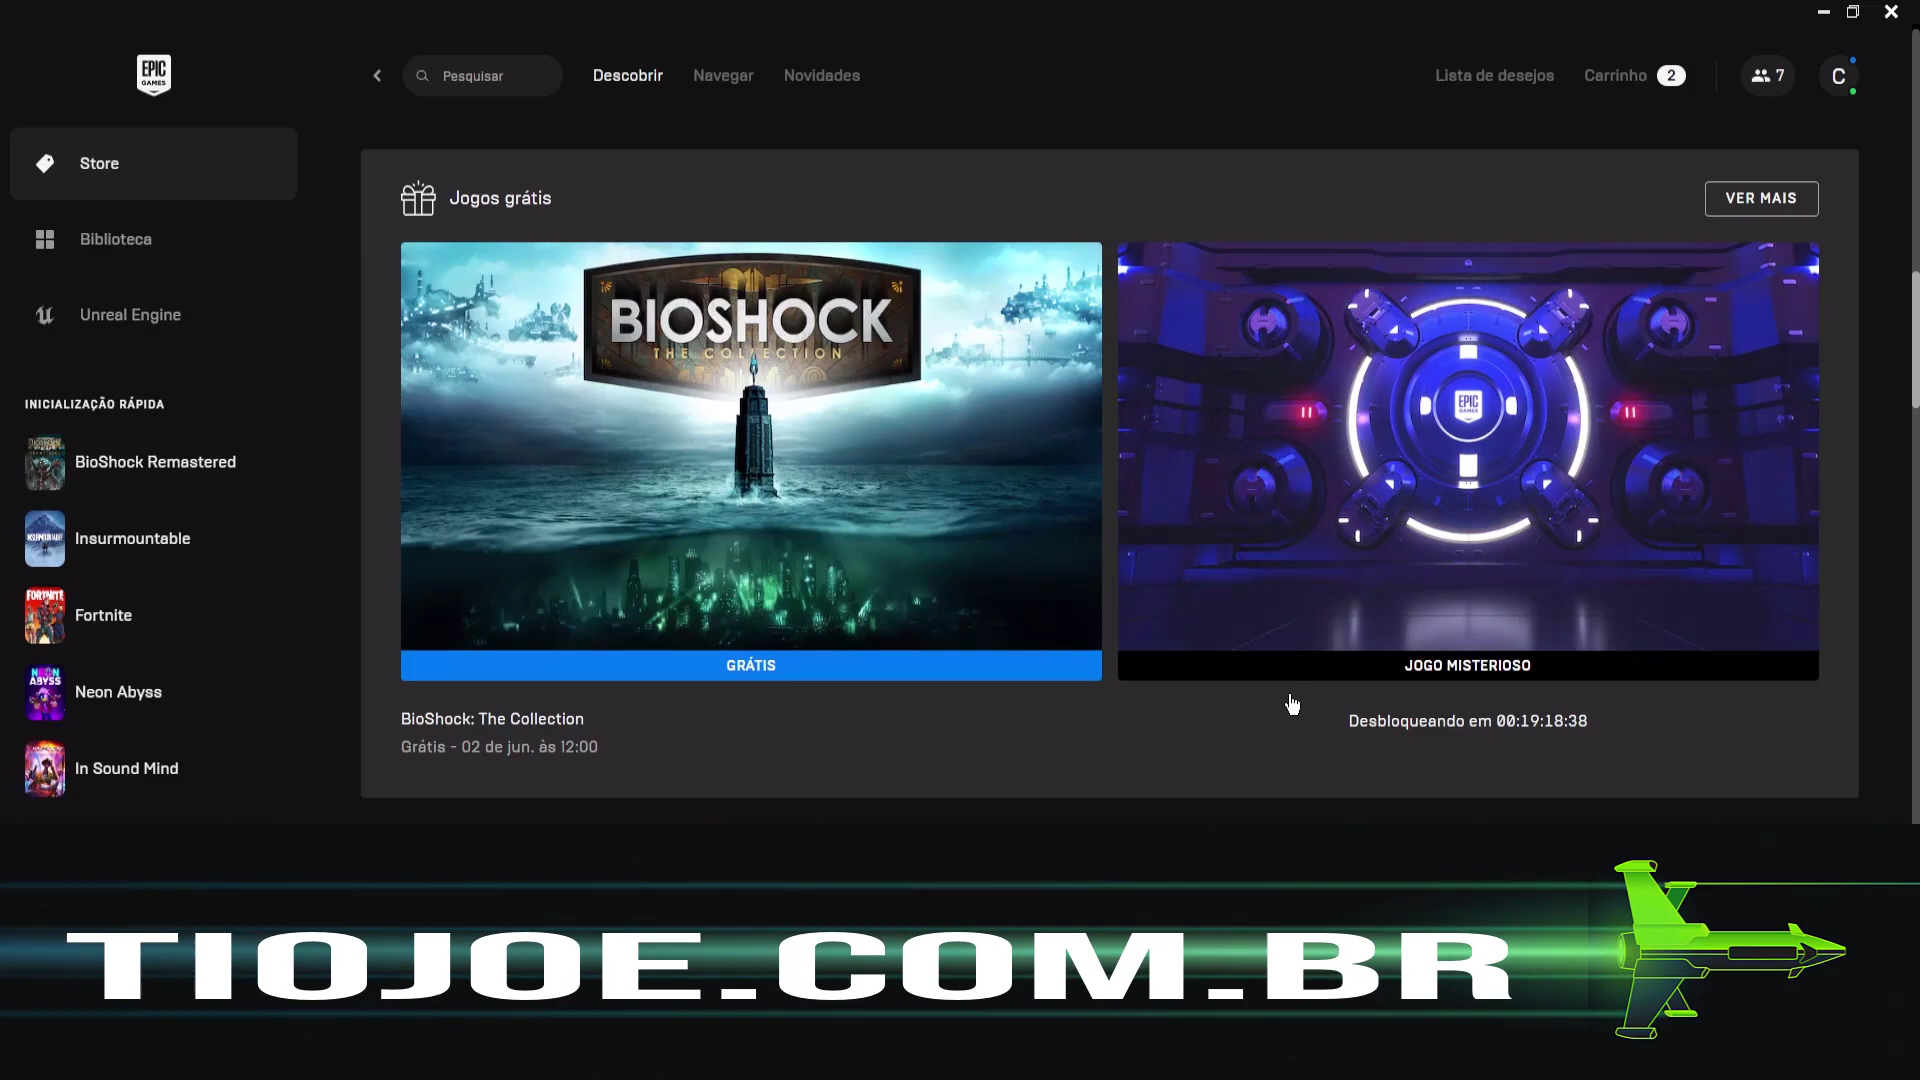 EPIC
GAMES
Pesquisar
Descobrir
Navegar
Novidades
Lista de desejos
Carrinho 2
7
C
Store
Biblioteca
Unreal Engine
INICIALIZAÇÃO RÁPIDA
BioShock Remastered
Insurmountable
FORTNITE
Fortnite
NEON
ABYSS
Neon Abyss
In Sound Mind
Jogos grátis
VER MAIS
BIOSHOCK
THE COLLECTION
GRÁTIS
BioShock: The Collection
Grátis - 02 de jun. às 12:00
EPIC
GAMES
JOGO MISTERIOSO
Desbloqueando em 00:19:18:38
TIOJOE.COM.BR